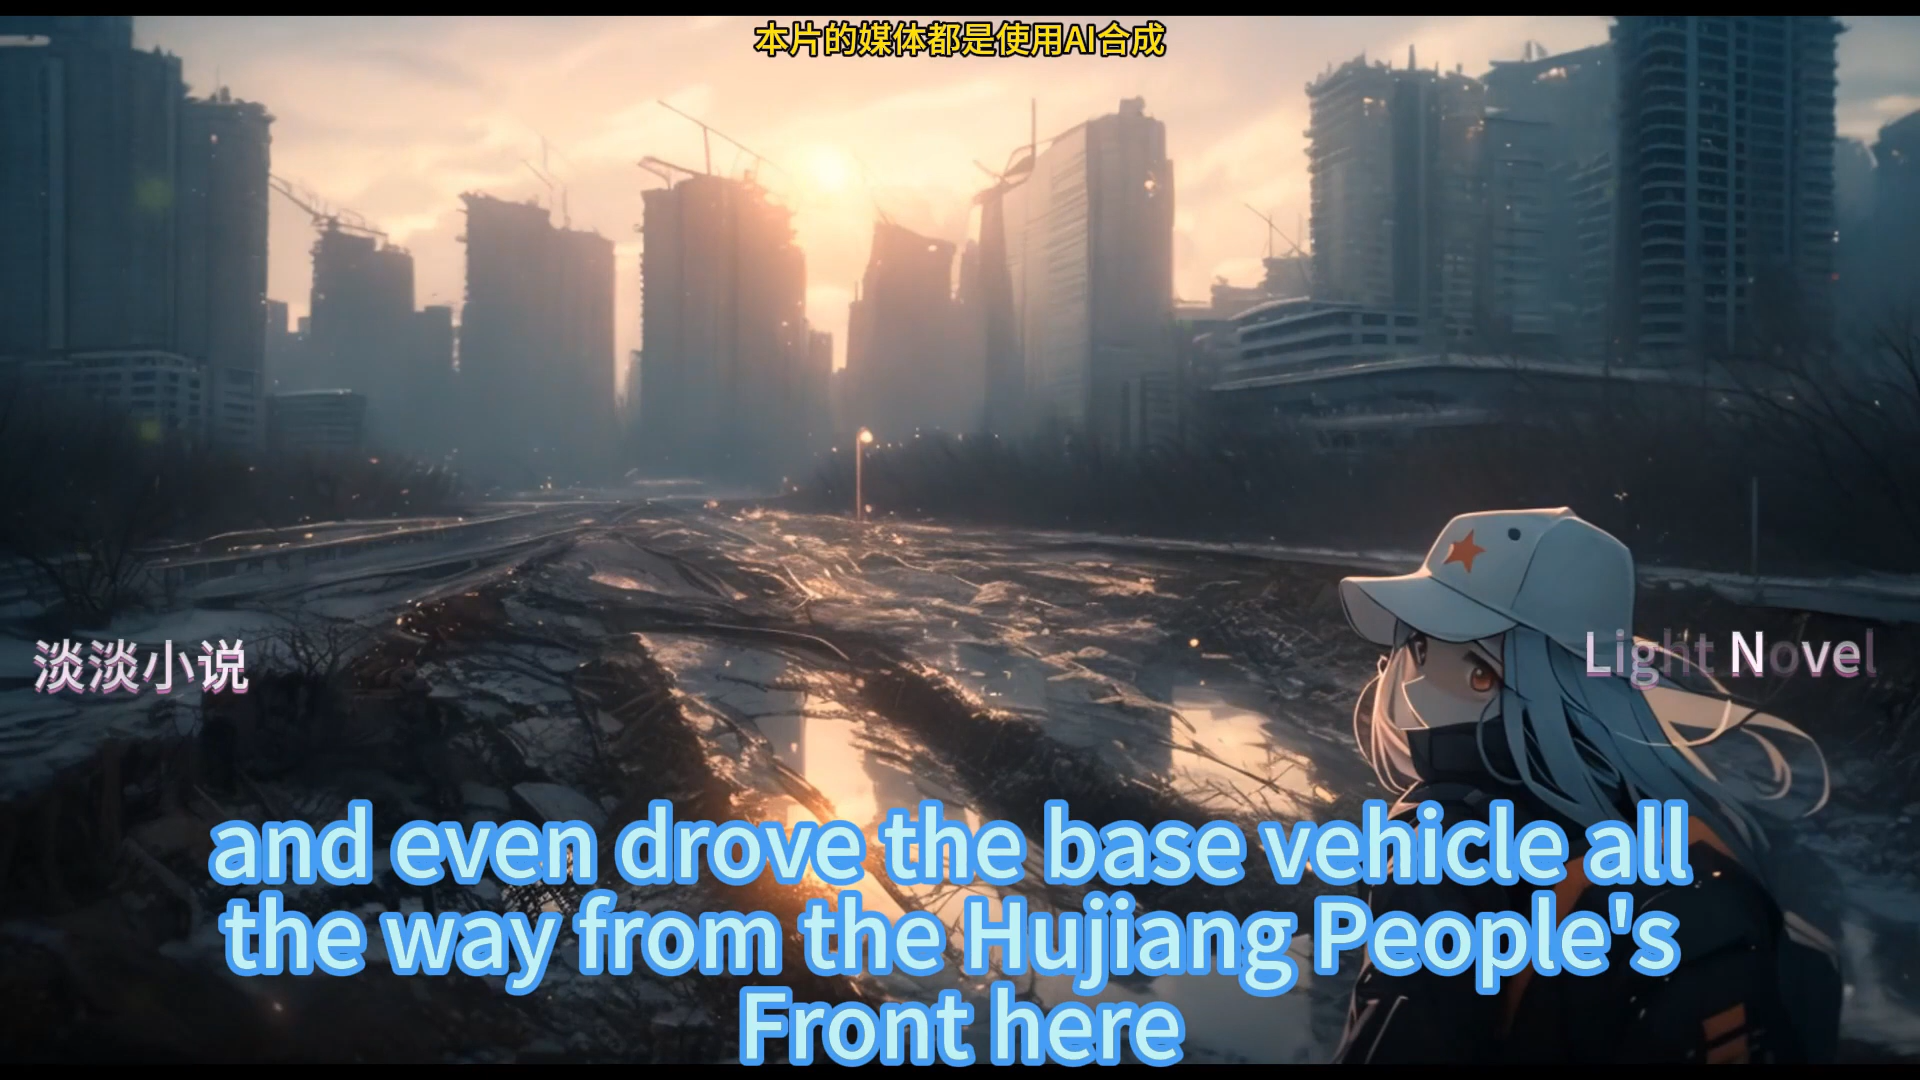 本片的媒体都是使用AI合成
淡淡小说
Light Novel
and even drove the base vehicle all
the way from the Hujiang People's
Front here